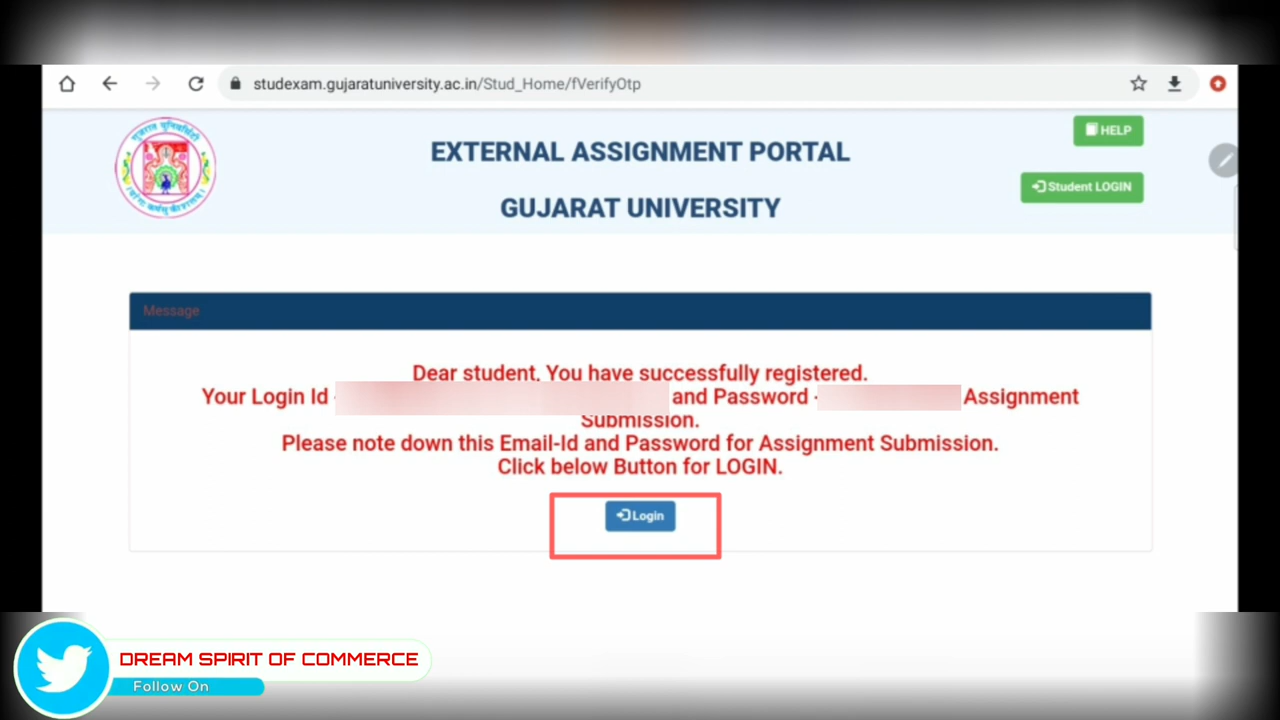 studexam.gujaratuniversity.ac.in/Stud_Home/fVerifyOtp
HELP
EXTERNAL ASSIGNMENT PORTAL
Student LOGIN
GUJARAT UNIVERSITY
Message
Dear student, You have successfully registered.
Your Login Id - and Password - Assignment
Submission.
Please note down this Email-Id and Password for Assignment Submission.
Click below Button for LOGIN.
Login
DREAM SPIRIT OF COMMERCE
Follow On